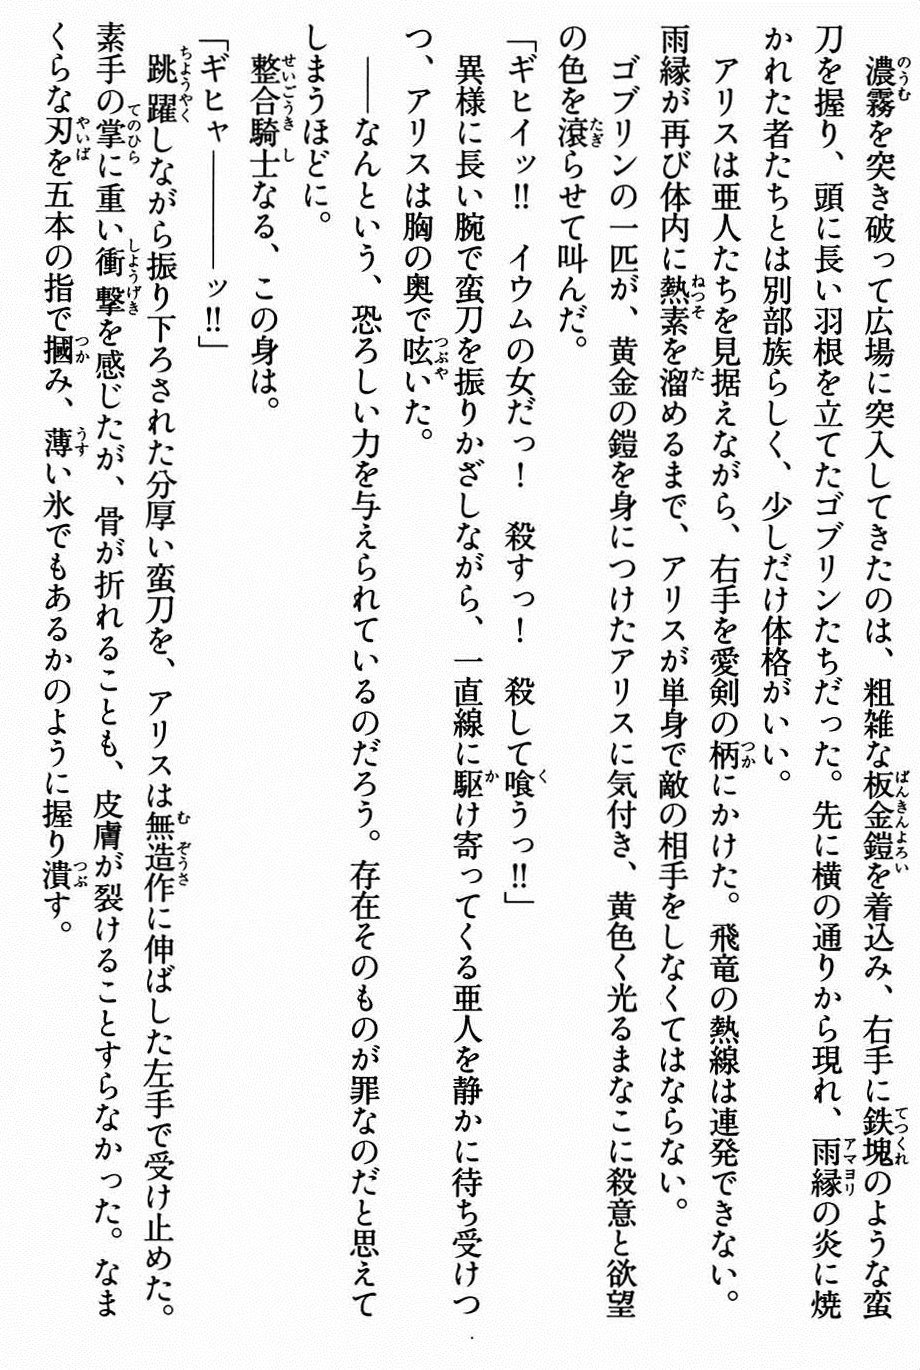 濃霧を突き破って広場に突入してきたのは、粗雑な板金鎧を着込み、右手に鉄塊のような蛮
刀を握り、頭に長い羽根を立てたゴブリンたちだった。先に横の通りから現れ、雨縁の炎に焼
かれた者たちとは別部族らしく、少しだけ体格がいい。
アリスは亜人たちを見据えながら、右手を愛剣の柄にかけた。飛竜の熱線は連発できない。
雨縁が再び体内に熱素を溜めるまで、アリスが単身で敵の相手をしなくてはならない。
ゴブリンの一匹が、黄金の鎧を身につけたアリスに気付き、黄色く光るまなこに殺意と欲望
の色を滾らせて叫んだ。
「ギヒイッ!! イウムの女だっ! 殺すっ! 殺して喰うっ!!」
異様に長い腕で蛮刀を振りかざしながら、一直線に駆け寄ってくる亜人を静かに待ち受けつ
つ、アリスは胸の奥で呟いた。
――なんという、恐ろしい力を与えられているのだろう。存在そのものが罪なのだと思えて
しまうほどに。
整合騎士なる、この身は。
「ギヒャ――――ッ!!」
跳躍しながら振り下ろされた分厚い蛮刀を、アリスは無造作に伸ばした左手で受け止めた。
素手の掌に重い衝撃を感じたが、骨が折れることも、皮膚が裂けることすらなかった。なま
くらな刃を五本の指で摑み、薄い氷でもあるかのように握り潰す。